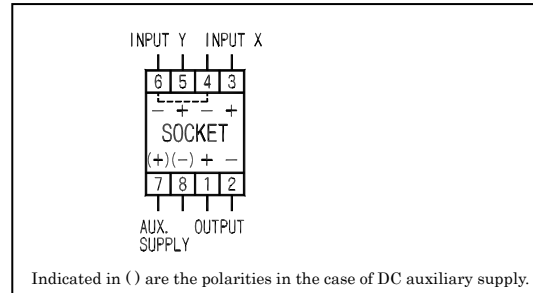 INPUT Y INPUT X
6 5 4 3
− + − +
SOCKET
(+) (−) + −
7 8 1 2
AUX. OUTPUT
SUPPLY
Indicated in ( ) are the polarities in the case of DC auxiliary supply.